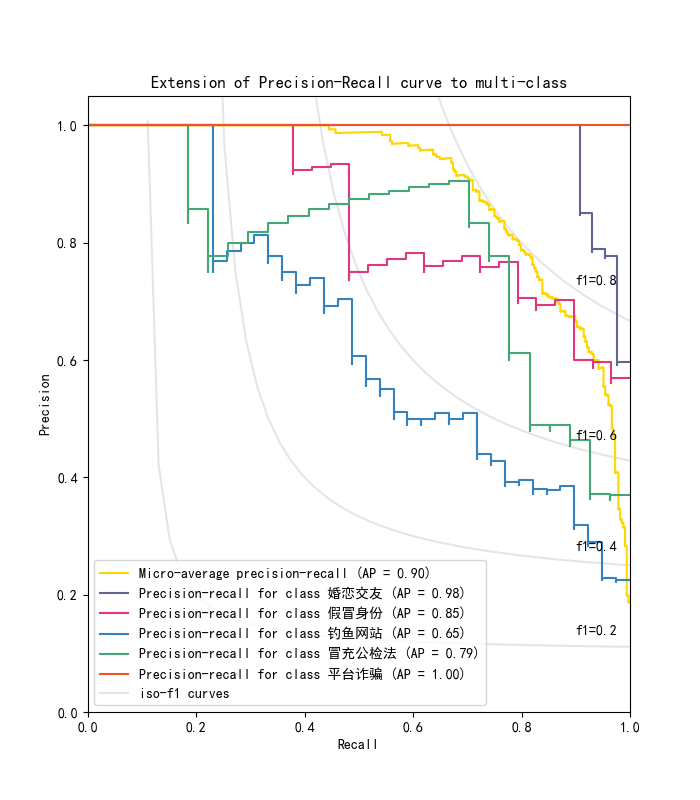 Extension of Precision-Recall curve to multi-class
1.0
0.8
0.6
0.4
0.2
0.0
Precision
f1=0.8
f1=0.6
f1=0.4
f1=0.2
Micro-average precision-recall (AP = 0.90)
Precision-recall for class 婚恋交友 (AP = 0.98)
Precision-recall for class 假冒身份 (AP = 0.85)
Precision-recall for class 钓鱼网站 (AP = 0.65)
Precision-recall for class 冒充公检法 (AP = 0.79)
Precision-recall for class 平台诈骗 (AP = 1.00)
iso-f1 curves
0.0 0.2 0.4 0.6 0.8 1.0
Recall